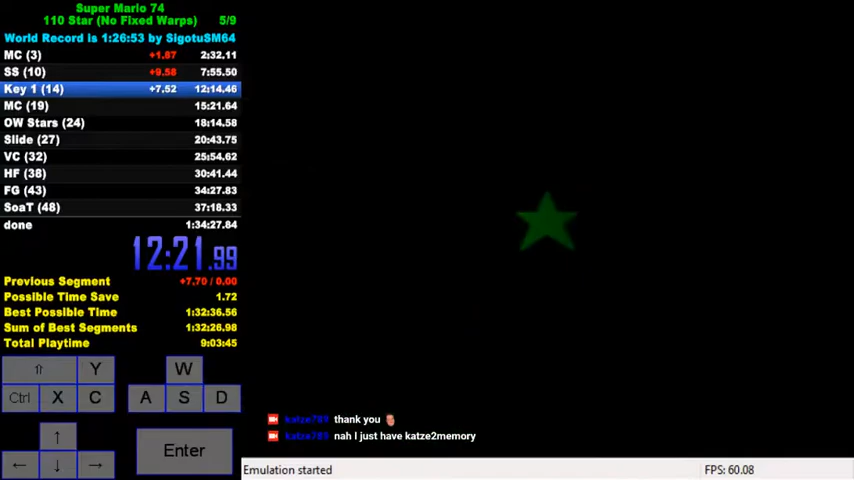 Super Mario 74
110 Star (No Fixed Warps) 5/9
World Record is 1:26:53 by SigotuSM64
MC (3) +1.87 2:32.11
SS (10) +9.58 7:55.50
Key 1 (14) +7.52 12:14.46
MC (19) 15:21.64
OW Stars (24) 18:14.58
Slide (27) 20:43.75
VC (32) 25:54.62
HF (38) 30:41.44
FG (43) 34:27.83
SoaT (48) 37:18.33
done 1:34:27.84
12:21.99
Previous Segment +7.70 / 0.00
Possible Time Save 1.72
Best Possible Time 1:32:36.56
Sum of Best Segments 1:32:26.98
Total Playtime 9:03:45
⇧ Y W
Ctrl X C A S D
↑ Enter
← ↓ →
katze781 thank you
katze781 nah I just have katze2memory
Emulation started FPS: 60.08